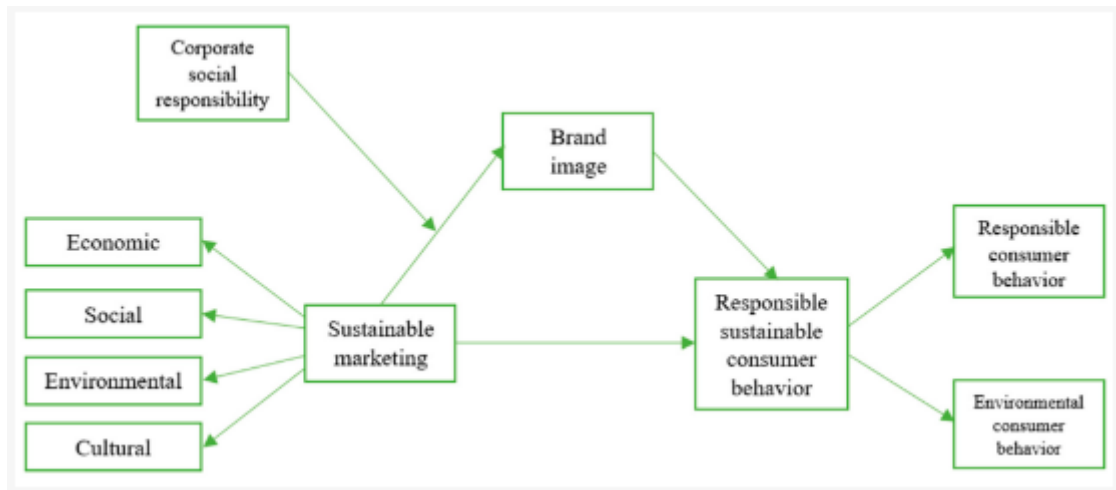 Corporate
social
responsibility
Brand
image
Economic
Social
Environmental
Cultural
Sustainable
marketing
Responsible
sustainable
consumer
behavior
Responsible
consumer
behavior
Environmental
consumer
behavior